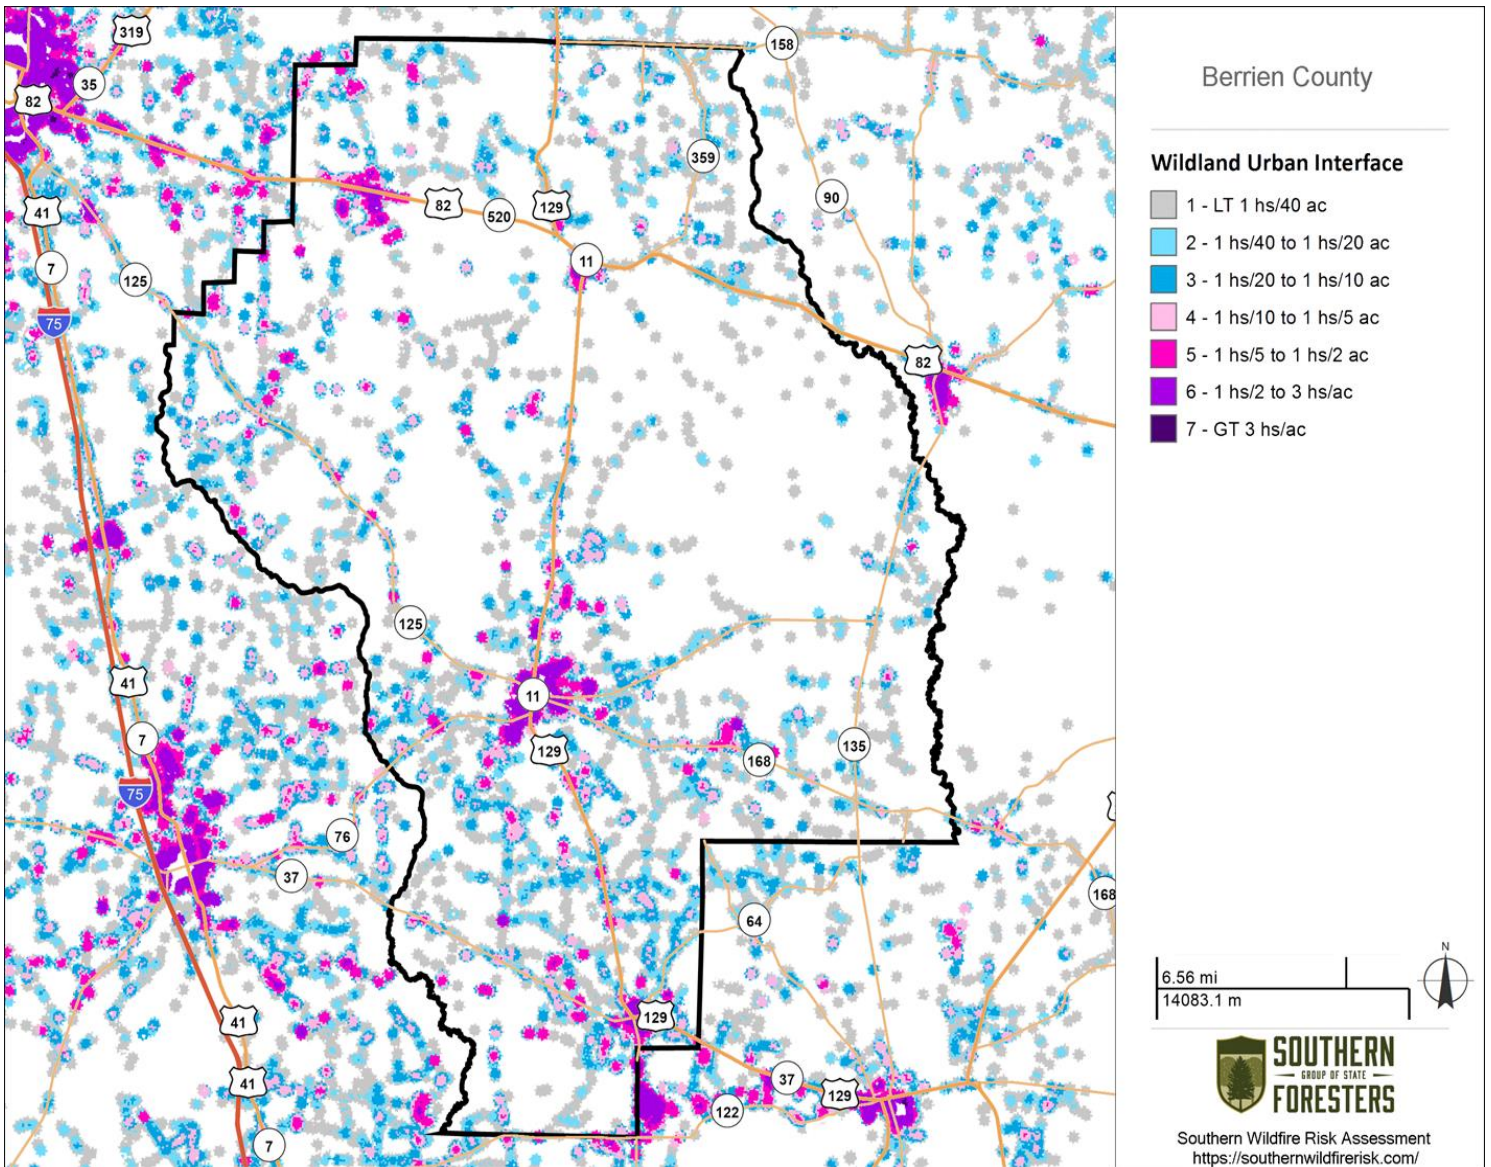 Berrien County
Wildland Urban Interface
1 - LT 1 hs/40 ac
2 - 1 hs/40 to 1 hs/20 ac
3 - 1 hs/20 to 1 hs/10 ac
4 - 1 hs/10 to 1 hs/5 ac
5 - 1 hs/5 to 1 hs/2 ac
6 - 1 hs/2 to 3 hs/ac
7 - GT 3 hs/ac
319
158
35
82
359
90
41
82
520
129
7
125
11
75
82
125
41
11
7
129
135
168
75
76
37
168
64
41
129
41
37
129
122
7
N
6.56 mi
14083.1 m
SOUTHERN
GROUP OF STATE
FORESTERS
Southern Wildfire Risk Assessment
https://southernwildfirerisk.com/